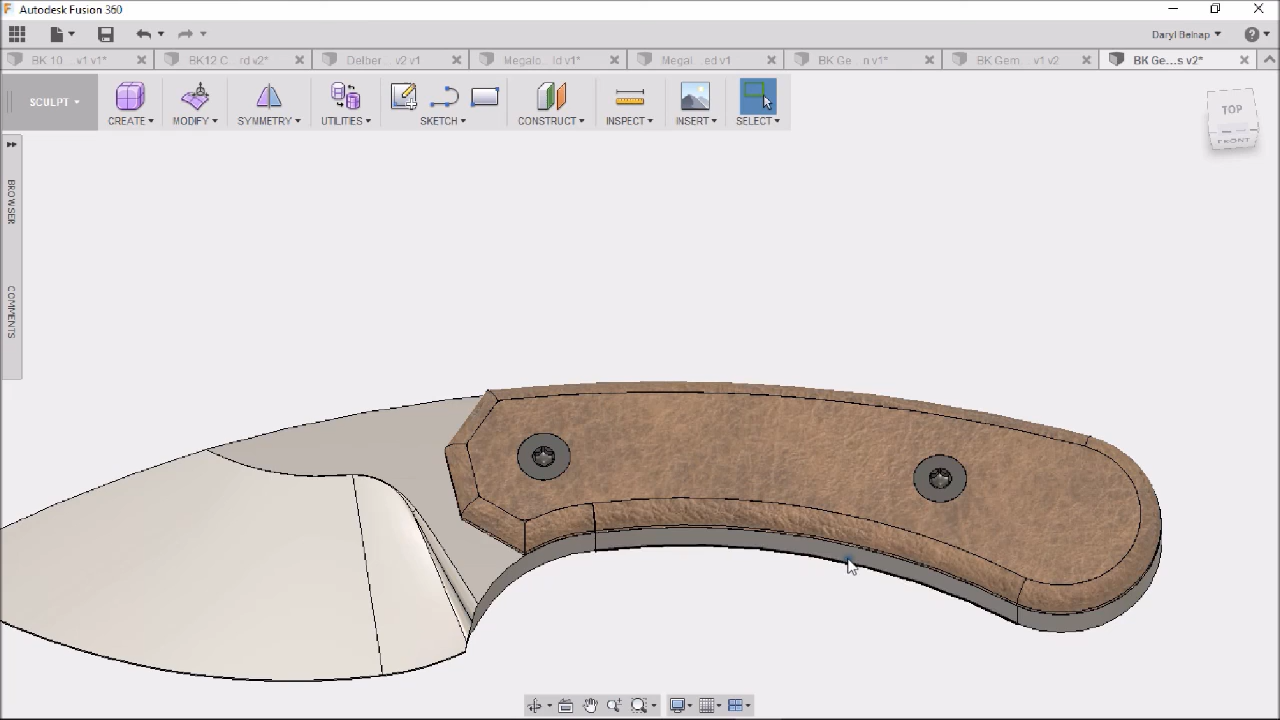 Autodesk Fusion 360
Daryl Belnap
BK 10 ... v1 v1*
BK12 C... rd v2*
Delber... v2*
Megalo... ld v1*
Megal... ed v1
BK Ge... n v1*
BK Gem... v1 v2
BK Ge...s v2*
SCULPT
CREATE
MODIFY
SYMMETRY
UTILITIES
SKETCH
CONSTRUCT
INSPECT
INSERT
SELECT
TOP
FRONT
BROWSER
COMMENTS